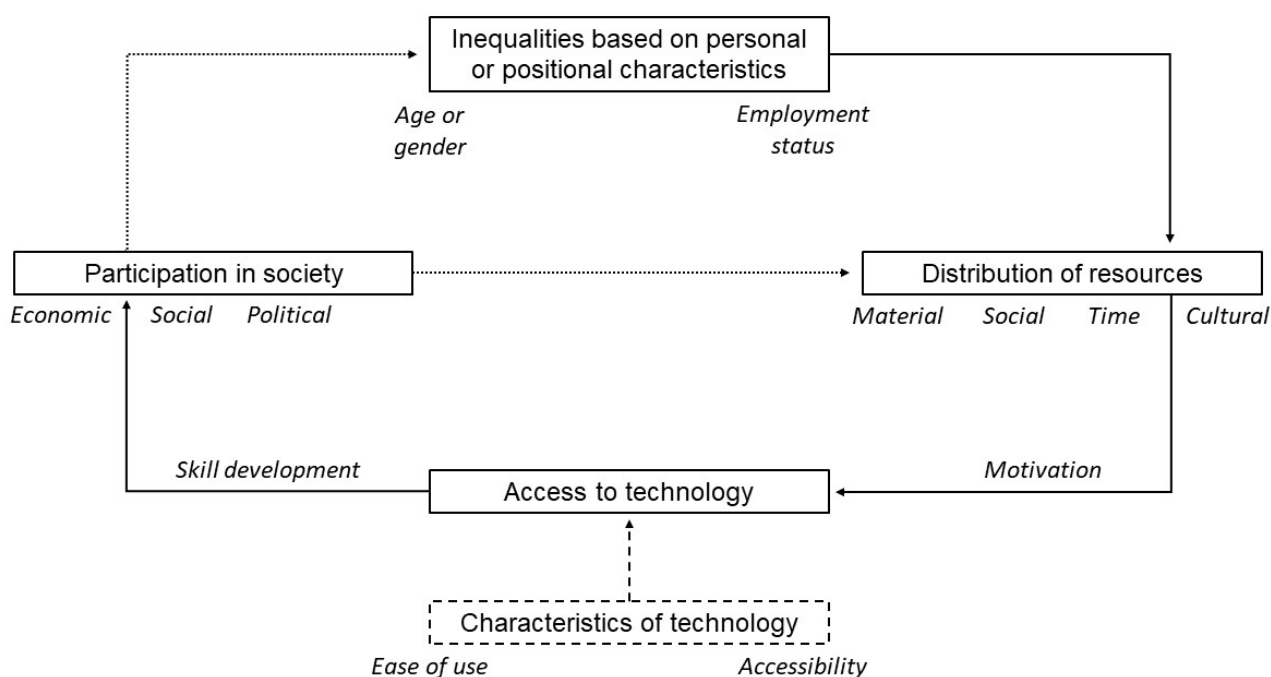 Inequalities based on personal
or positional characteristics
Age or
gender
Employment
status
Participation in society
Economic Social Political
Distribution of resources
Material Social Time Cultural
Skill development
Motivation
Access to technology
Characteristics of technology
Ease of use
Accessibility